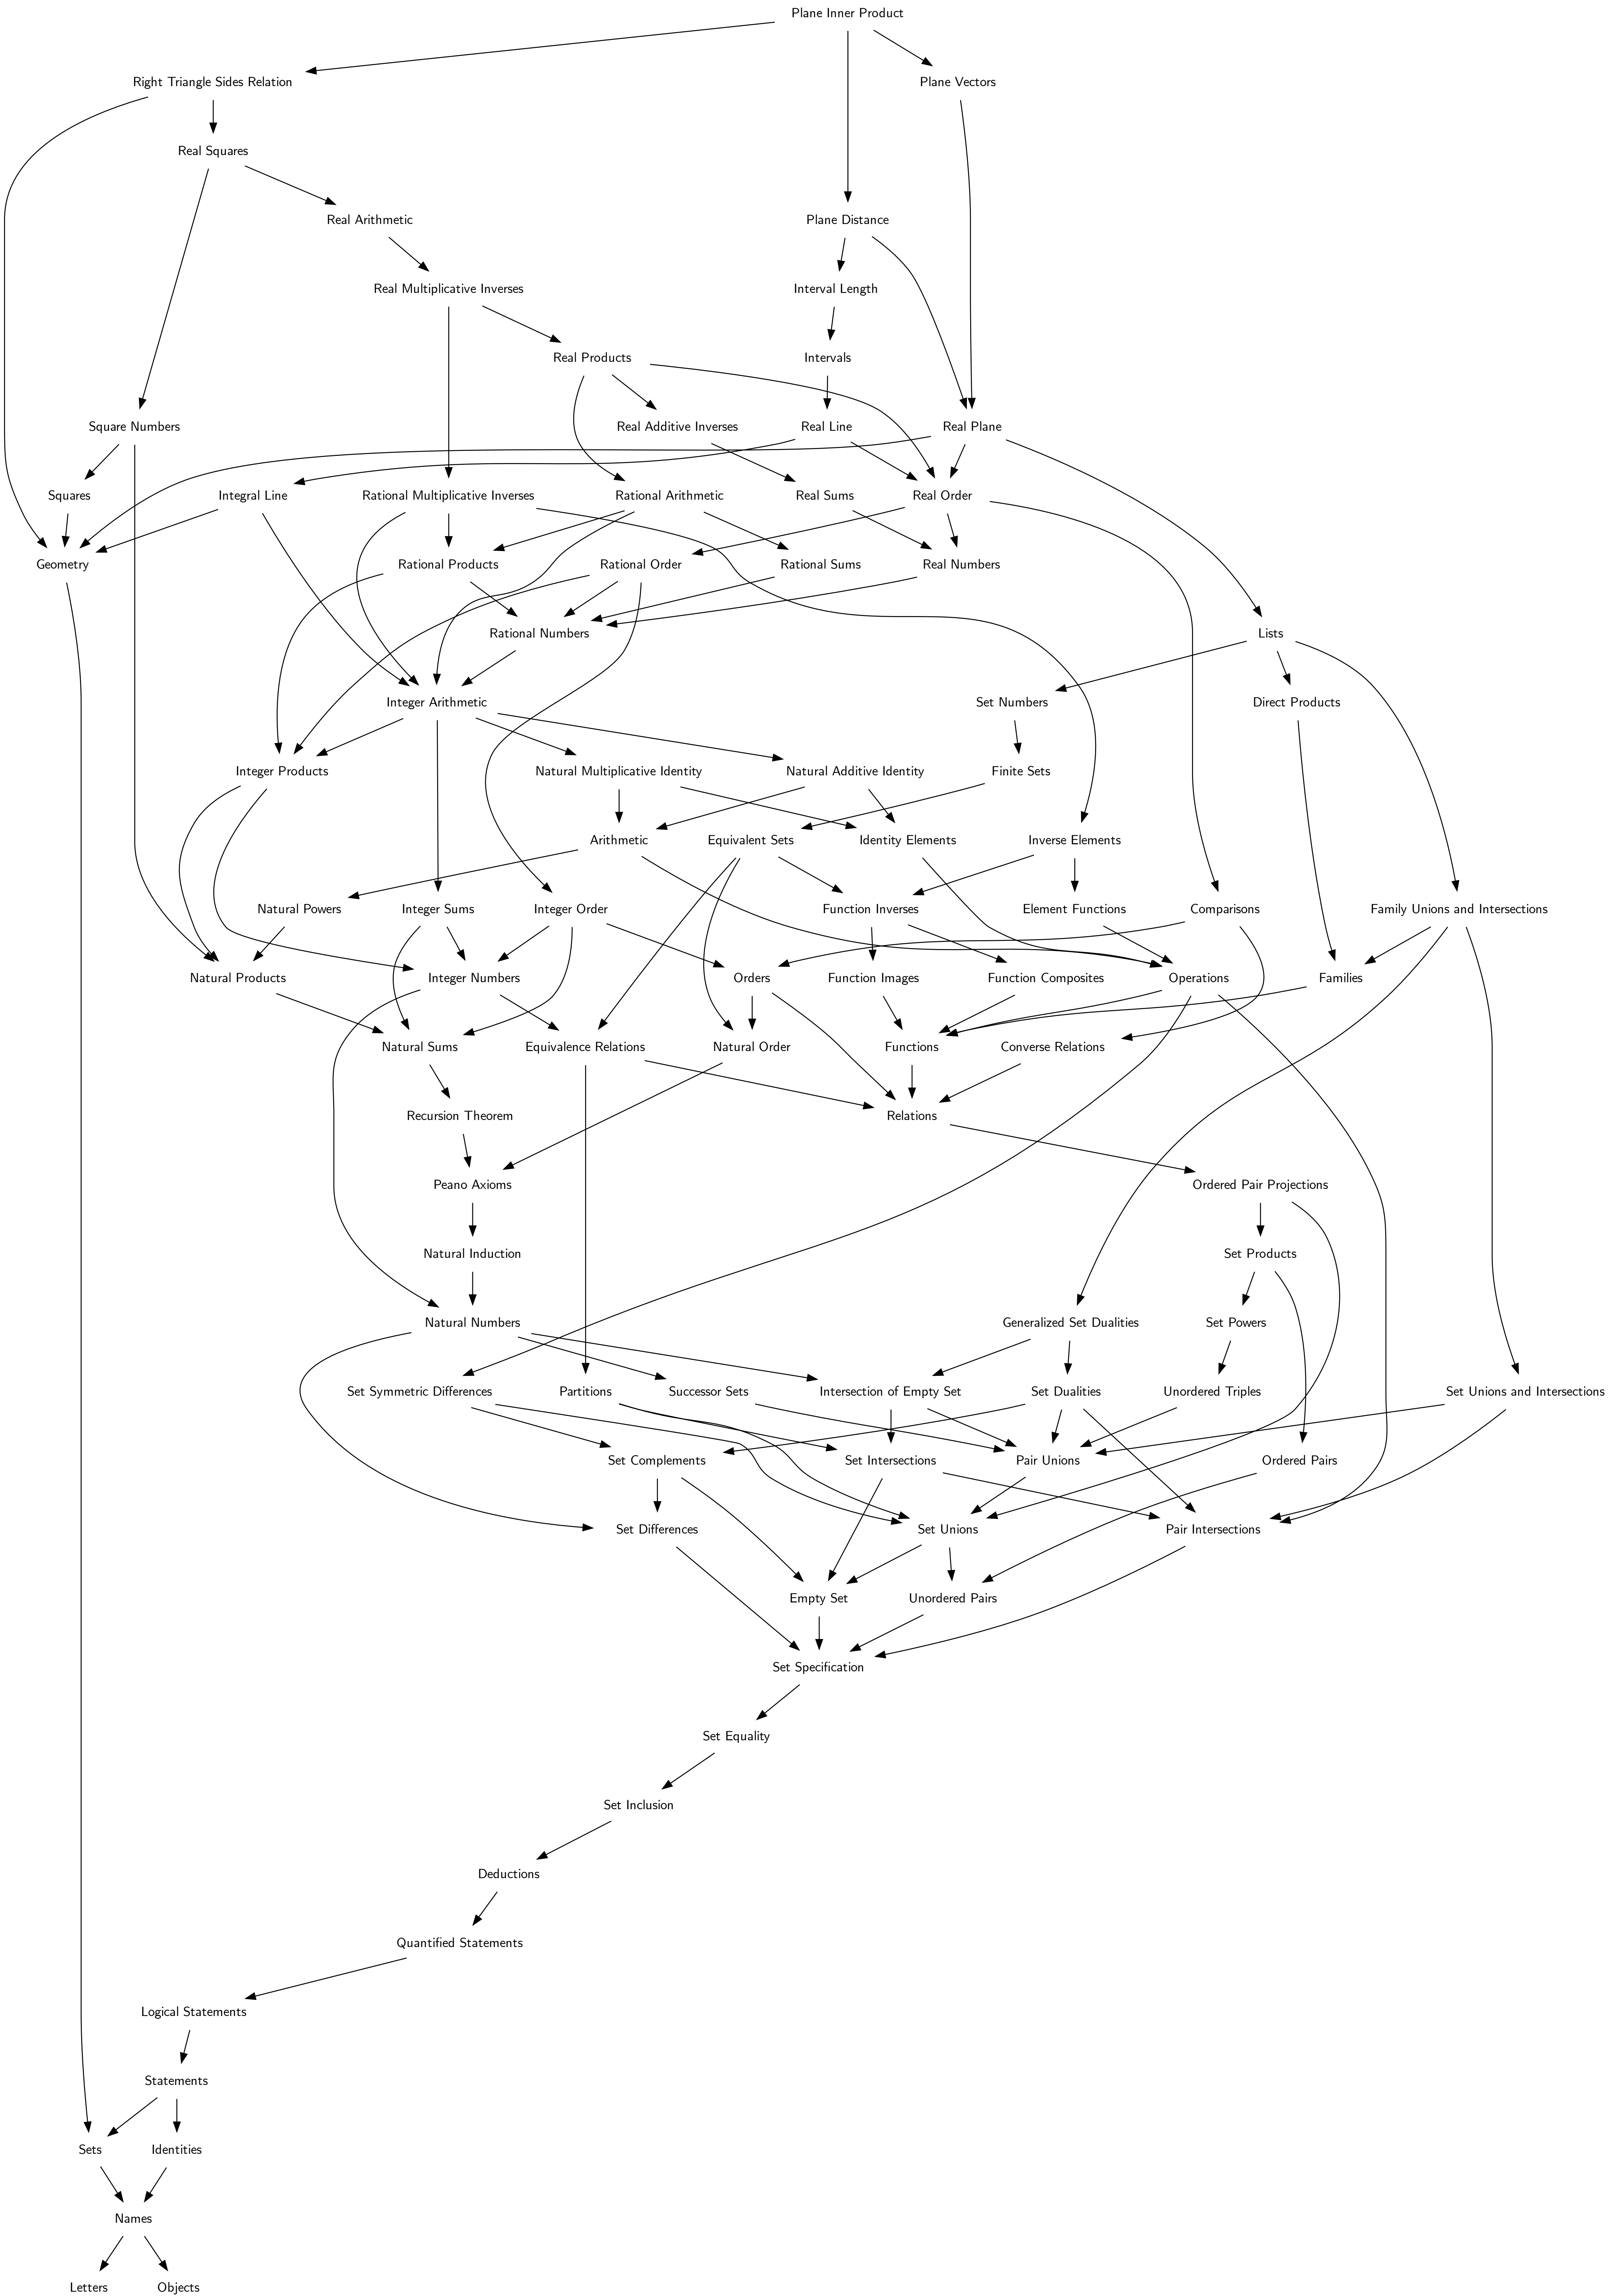 Plane Inner Product
Right Triangle Sides Relation
Plane Vectors
Real Squares
Real Arithmetic
Plane Distance
Real Multiplicative Inverses
Interval Length
Real Products
Intervals
Square Numbers
Real Additive Inverses
Real Line
Real Plane
Squares
Integral Line
Rational Multiplicative Inverses
Rational Arithmetic
Real Sums
Real Order
Geometry
Rational Products
Rational Order
Rational Sums
Real Numbers
Rational Numbers
Lists
Integer Arithmetic
Set Numbers
Direct Products
Integer Products
Natural Multiplicative Identity
Natural Additive Identity
Finite Sets
Arithmetic
Equivalent Sets
Identity Elements
Inverse Elements
Natural Powers
Integer Sums
Integer Order
Function Inverses
Element Functions
Comparisons
Family Unions and Intersections
Natural Products
Integer Numbers
Orders
Function Images
Function Composites
Operations
Families
Natural Sums
Equivalence Relations
Natural Order
Functions
Converse Relations
Recursion Theorem
Relations
Peano Axioms
Ordered Pair Projections
Natural Induction
Set Products
Natural Numbers
Generalized Set Dualities
Set Powers
Set Symmetric Differences
Partitions
Successor Sets
Intersection of Empty Set
Set Dualities
Unordered Triples
Set Unions and Intersections
Set Complements
Set Intersections
Pair Unions
Ordered Pairs
Set Differences
Set Unions
Pair Intersections
Empty Set
Unordered Pairs
Set Specification
Set Equality
Set Inclusion
Deductions
Quantified Statements
Logical Statements
Statements
Sets
Identities
Names
Letters
Objects